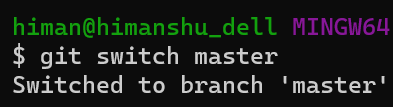 himan@himanshu_dell MINGW64
$ git switch master
Switched to branch 'master'